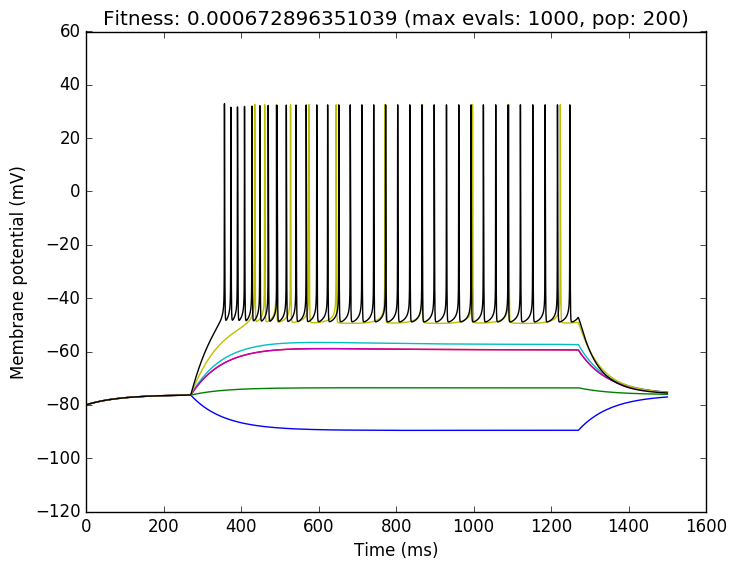 Fitness: 0.000672896351039 (max evals: 1000, pop: 200)
60
40
20
0
−20
−40
−60
−80
−100
−120
Membrane potential (mV)
0 200 400 600 800 1000 1200 1400 1600
Time (ms)